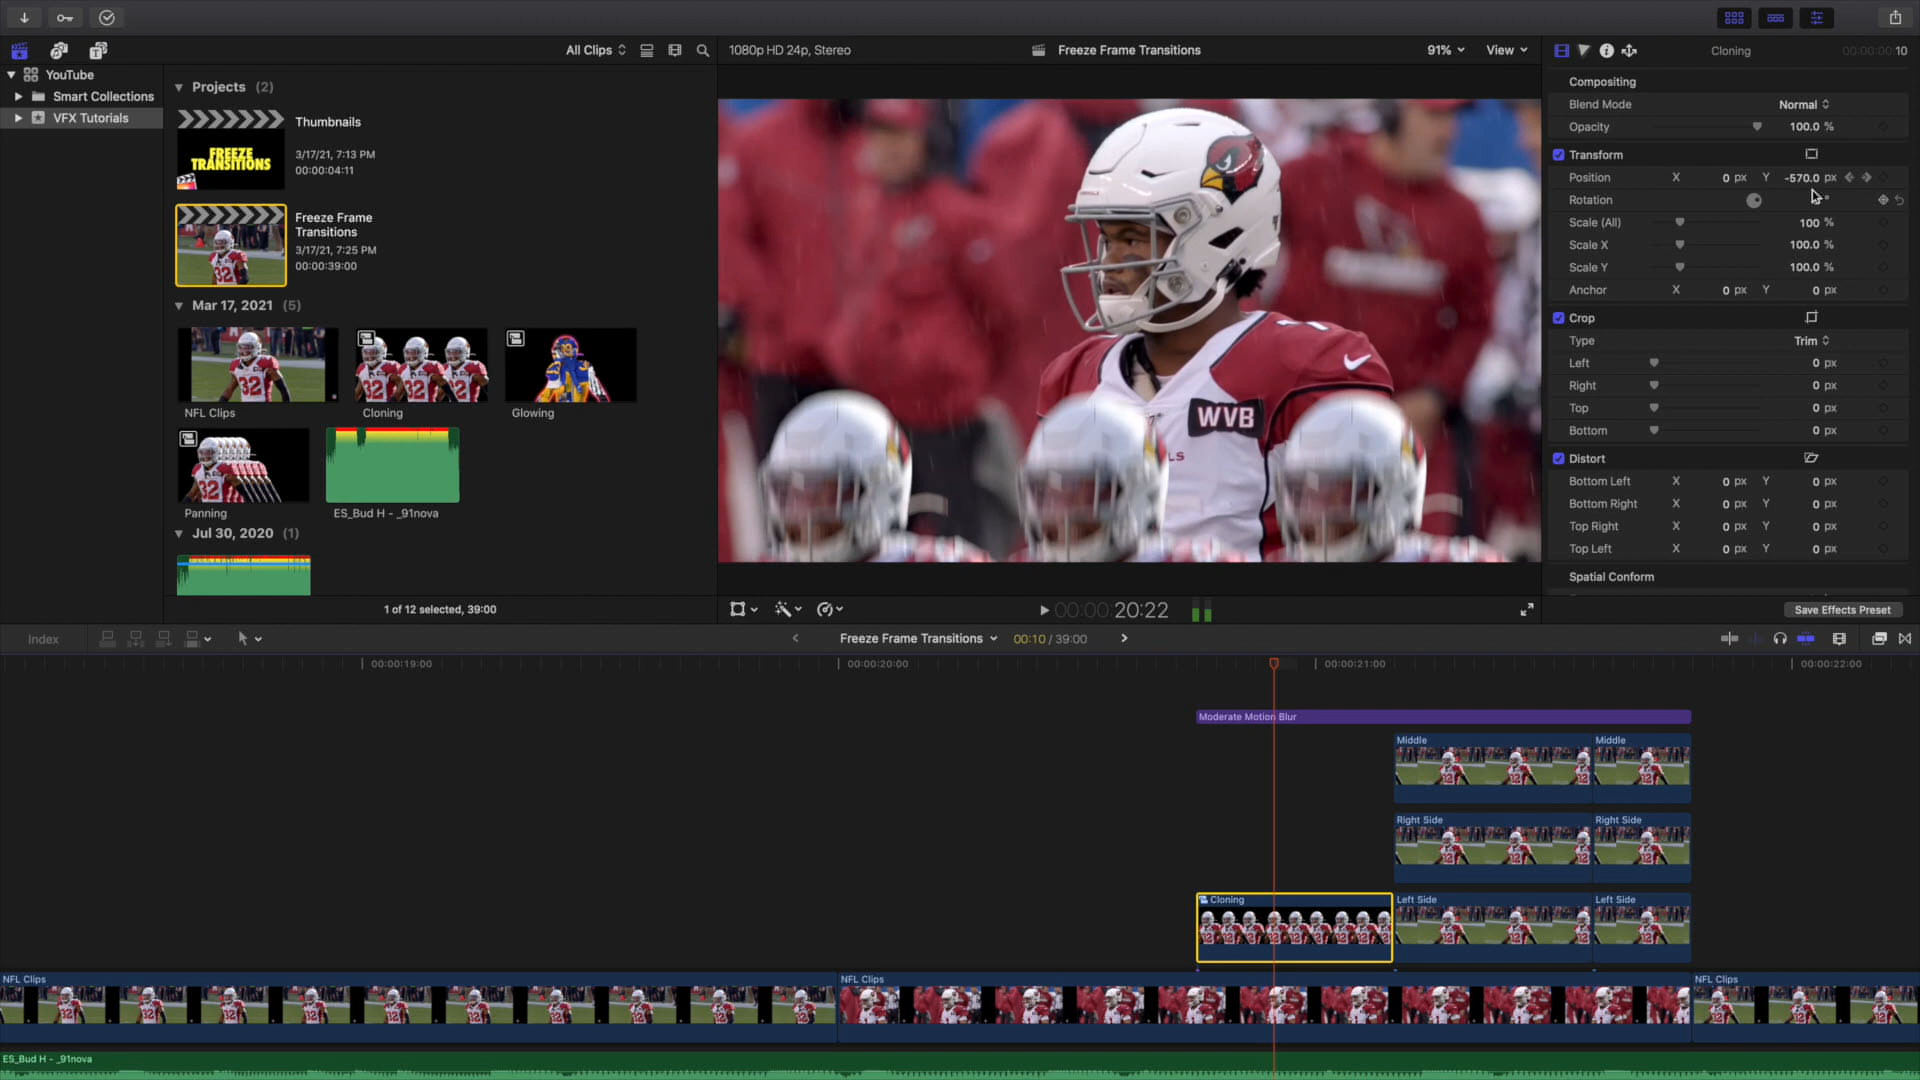 All Clips
1080p HD 24p, Stereo
Freeze Frame Transitions
91%
View
Cloning
00:00:00:10
YouTube
Smart Collections
VFX Tutorials
Projects (2)
Thumbnails
3/17/21, 7:13 PM
00:00:04:11
FREEZE
TRANSITIONS
Freeze Frame
Transitions
3/17/21, 7:25 PM
00:00:39:00
32
Mar 17, 2021 (5)
NFL Clips
Cloning
Glowing
Panning
ES_Bud H - _91nova
Jul 30, 2020 (1)
1 of 12 selected, 39:00
WVB
LS
00:00:20:22
Compositing
Blend Mode Normal
Opacity 100.0 %
Transform
Position X 0 px Y -570.0 px
Rotation °
Scale (All) 100 %
Scale X 100.0 %
Scale Y 100.0 %
Anchor X 0 px Y 0 px
Crop
Type Trim
Left 0 px
Right 0 px
Top 0 px
Bottom 0 px
Distort
Bottom Left X 0 px Y 0 px
Bottom Right X 0 px Y 0 px
Top Right X 0 px Y 0 px
Top Left X 0 px Y 0 px
Spatial Conform
Save Effects Preset
Index
Freeze Frame Transitions
00:10 / 39:00
00:00:19:00
00:00:20:00
00:00:21:00
00:00:22:00
Moderate Motion Blur
Middle
Middle
Right Side
Right Side
Cloning
Left Side
Left Side
NFL Clips
NFL Clips
NFL Clips
ES_Bud H - _91nova